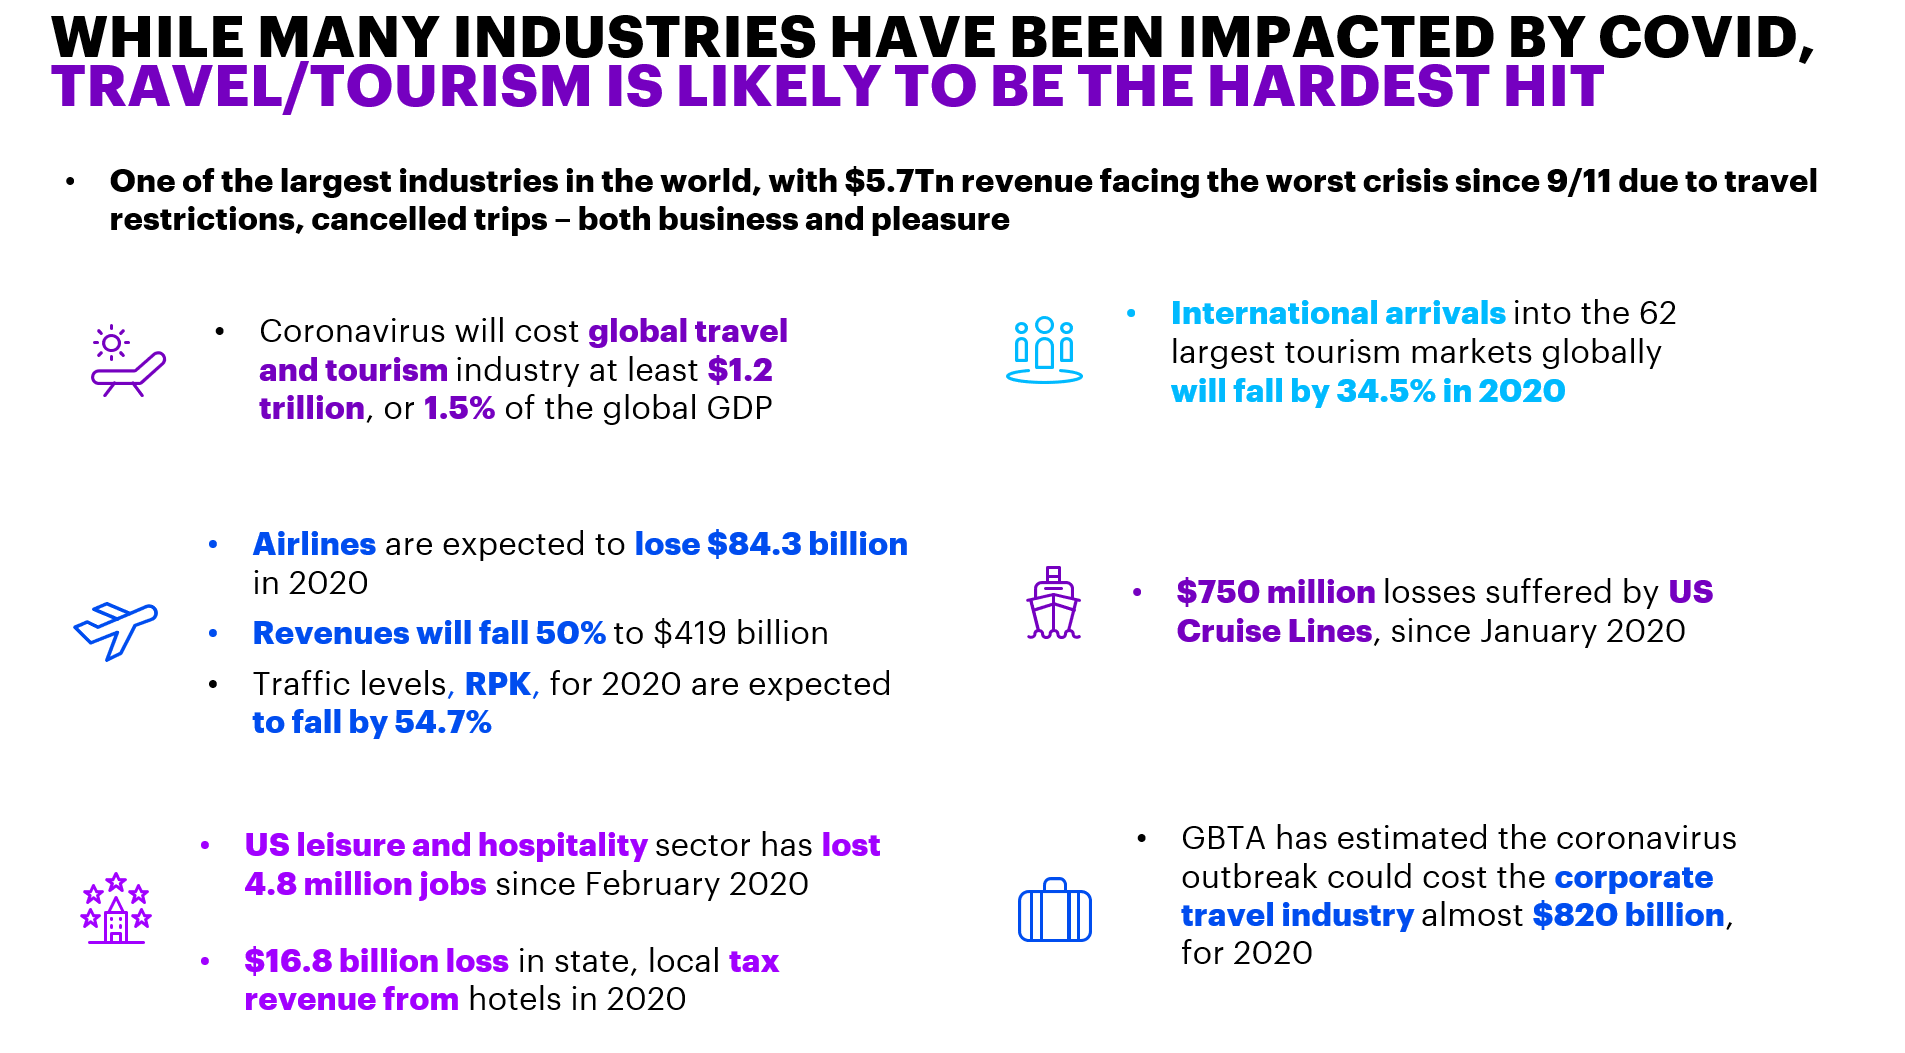 WHILE MANY INDUSTRIES HAVE BEEN IMPACTED BY COVID,
TRAVEL/TOURISM IS LIKELY TO BE THE HARDEST HIT
• One of the largest industries in the world, with $5.7Tn revenue facing the worst crisis since 9/11 due to travel
restrictions, cancelled trips – both business and pleasure
• Coronavirus will cost global travel
and tourism industry at least $1.2
trillion, or 1.5% of the global GDP
• International arrivals into the 62
largest tourism markets globally
will fall by 34.5% in 2020
• Airlines are expected to lose $84.3 billion
in 2020
• Revenues will fall 50% to $419 billion
• Traffic levels, RPK, for 2020 are expected
to fall by 54.7%
• $750 million losses suffered by US
Cruise Lines, since January 2020
• US leisure and hospitality sector has lost
4.8 million jobs since February 2020
• $16.8 billion loss in state, local tax
revenue from hotels in 2020
• GBTA has estimated the coronavirus
outbreak could cost the corporate
travel industry almost $820 billion,
for 2020